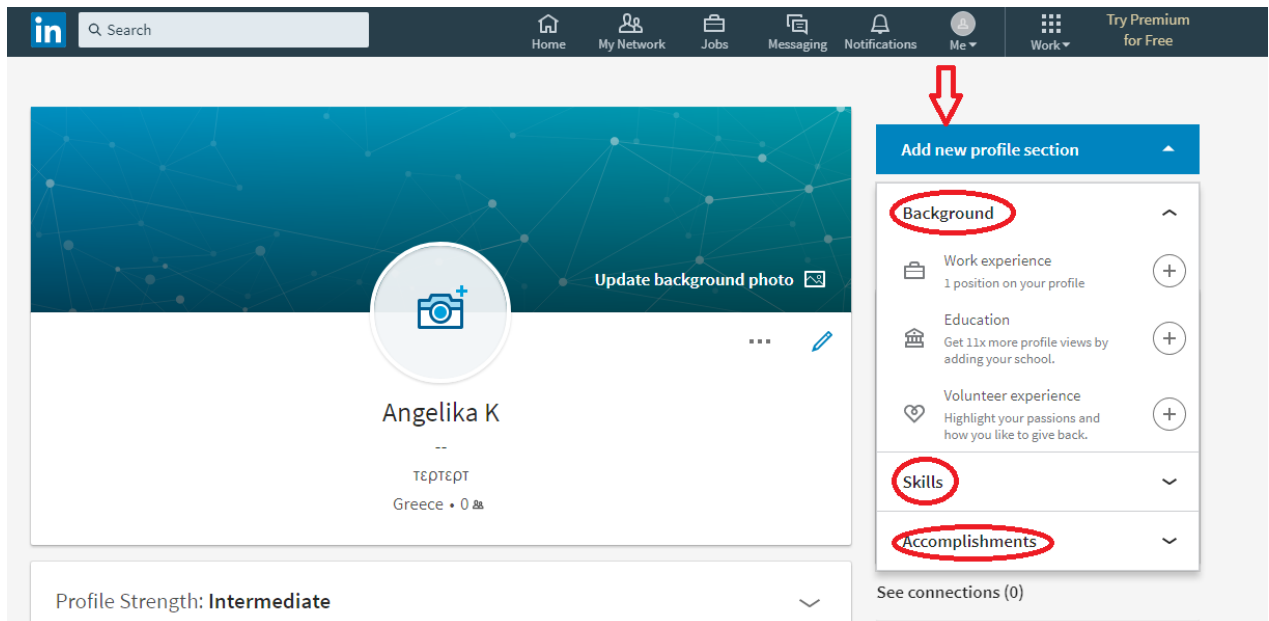 in
Search
Home
My Network
Jobs
Messaging
Notifications
Me
Work
Try Premium
for Free
Update background photo
Angelika K
--
τερτερτ
Greece • 0
Profile Strength: Intermediate
Add new profile section
Background
Work experience
1 position on your profile
Education
Get 11x more profile views by
adding your school.
Volunteer experience
Highlight your passions and
how you like to give back.
Skills
Accomplishments
See connections (0)